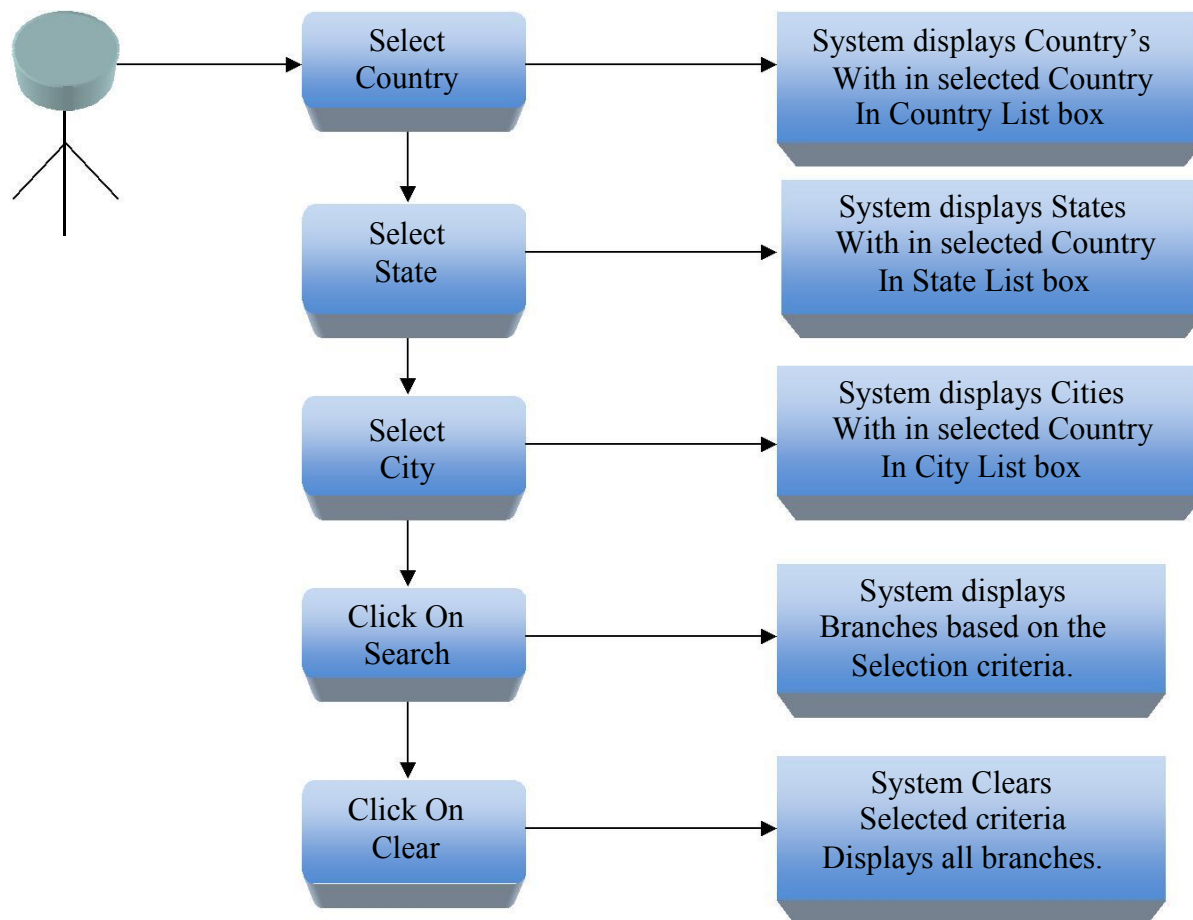 Select
Country
System displays Country’s
With in selected Country
In Country List box
Select
State
System displays States
With in selected Country
In State List box
Select
City
System displays Cities
With in selected Country
In City List box
Click On
Search
System displays
Branches based on the
Selection criteria.
Click On
Clear
System Clears
Selected criteria
Displays all branches.